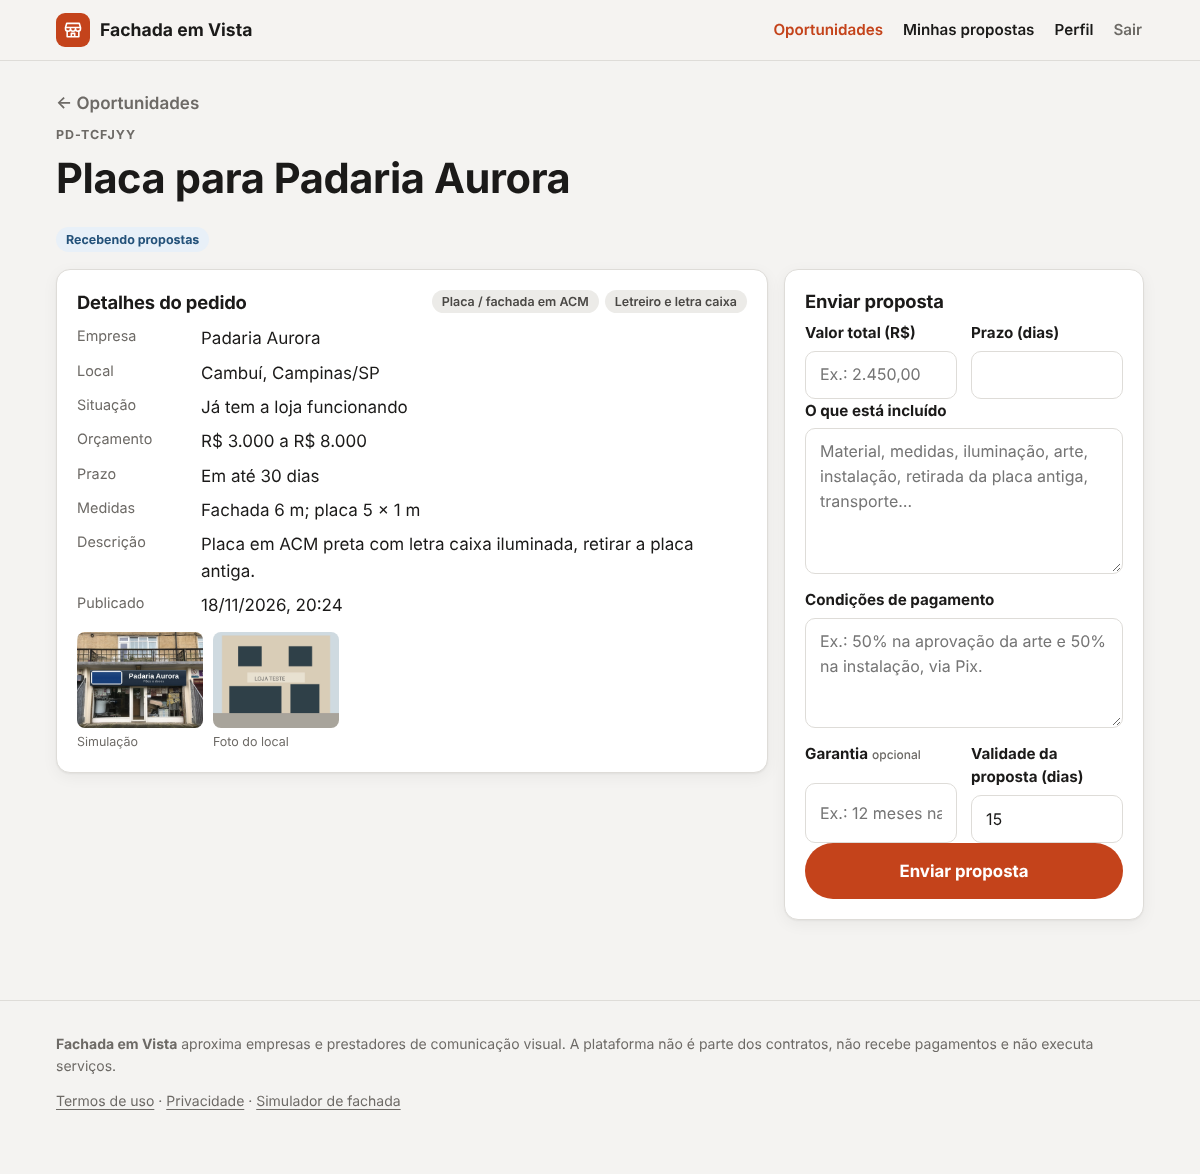 Fachada em Vista
Oportunidades
Minhas propostas
Perfil
Sair
← Oportunidades
PD-TCFJYY
Placa para Padaria Aurora
Recebendo propostas
Detalhes do pedido
Placa / fachada em ACM
Letreiro e letra caixa
Empresa
Padaria Aurora
Local
Cambuí, Campinas/SP
Situação
Já tem a loja funcionando
Orçamento
R$ 3.000 a R$ 8.000
Prazo
Em até 30 dias
Medidas
Fachada 6 m; placa 5 × 1 m
Descrição
Placa em ACM preta com letra caixa iluminada, retirar a placa
antiga.
Publicado
18/11/2026, 20:24
Padaria Aurora
LOJA TESTE
Simulação
Foto do local
Enviar proposta
Valor total (R$)
Prazo (dias)
Ex.: 2.450,00
O que está incluído
Material, medidas, iluminação, arte,
instalação, retirada da placa antiga,
transporte…
Condições de pagamento
Ex.: 50% na aprovação da arte e 50%
na instalação, via Pix.
Garantia opcional
Validade da
proposta (dias)
Ex.: 12 meses na
15
Enviar proposta
Fachada em Vista aproxima empresas e prestadores de comunicação visual. A plataforma não é parte dos contratos, não recebe pagamentos e não executa
serviços.
Termos de uso · Privacidade · Simulador de fachada